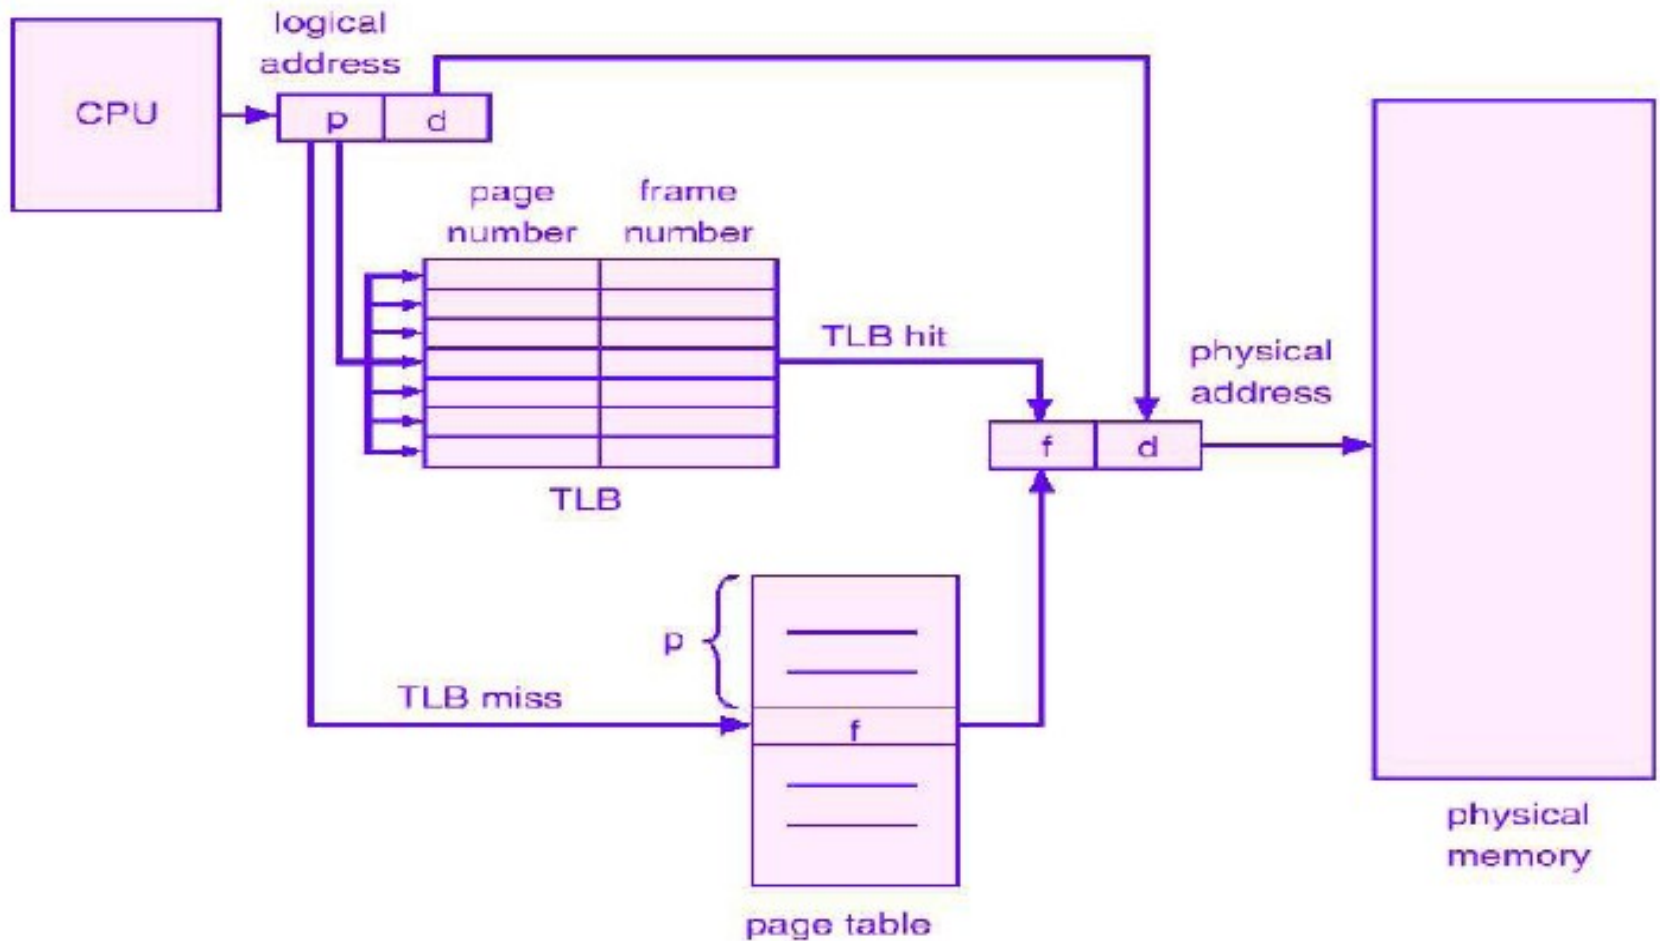 logical
address
CPU
p
d
page
number
frame
number
TLB hit
physical
address
f
d
TLB
p
TLB miss
f
physical
memory
page table